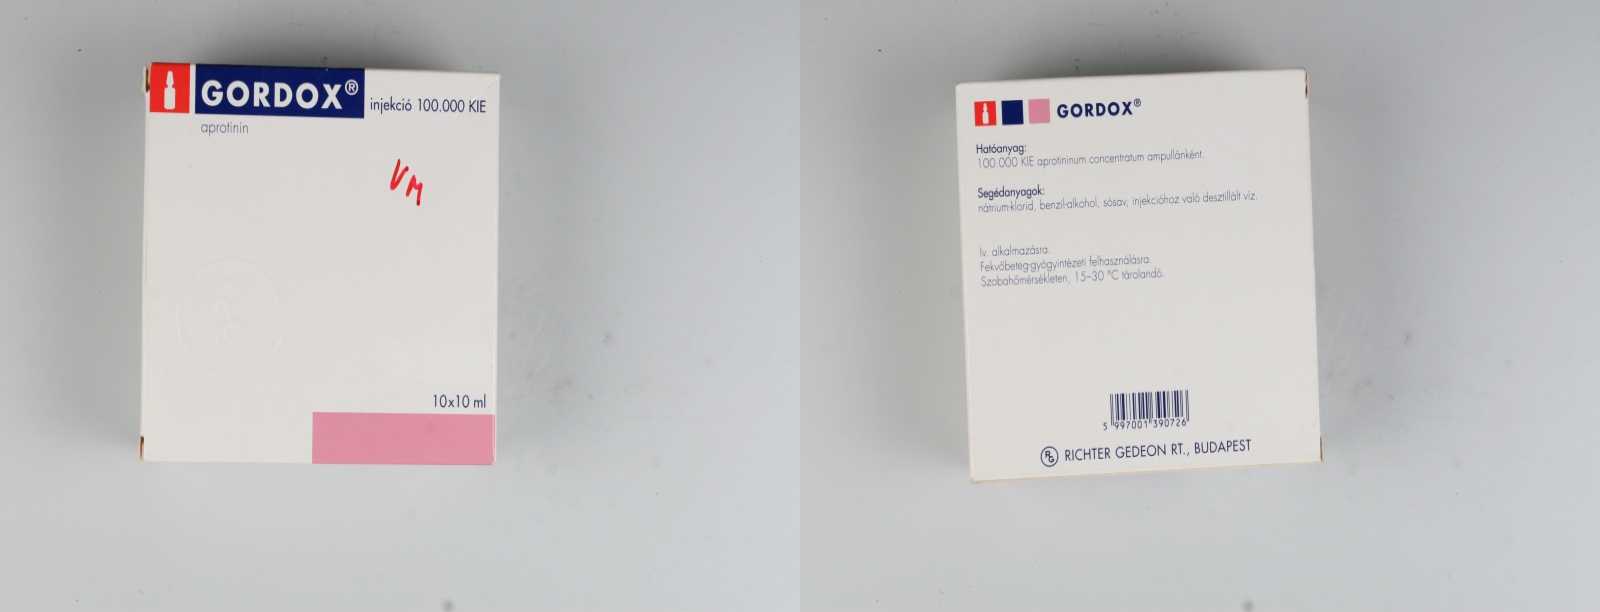 GORDOX® injekció 100.000 KIE
aprotinin
VM
10x10 ml
GORDOX®
Hatóanyag:
100.000 KIE aprotininum concentratum ampullánként.
Segédanyagok:
nátrium-klorid, benzil-alkohol, sósav, injekcióhoz való desztillált víz.
Iv. alkalmazásra.
Fekvőbeteg-gyógyintézeti felhasználásra.
Szobahőmérsékleten, 15–30 °C tárolandó.
5 997001 390726
RG RICHTER GEDEON RT., BUDAPEST